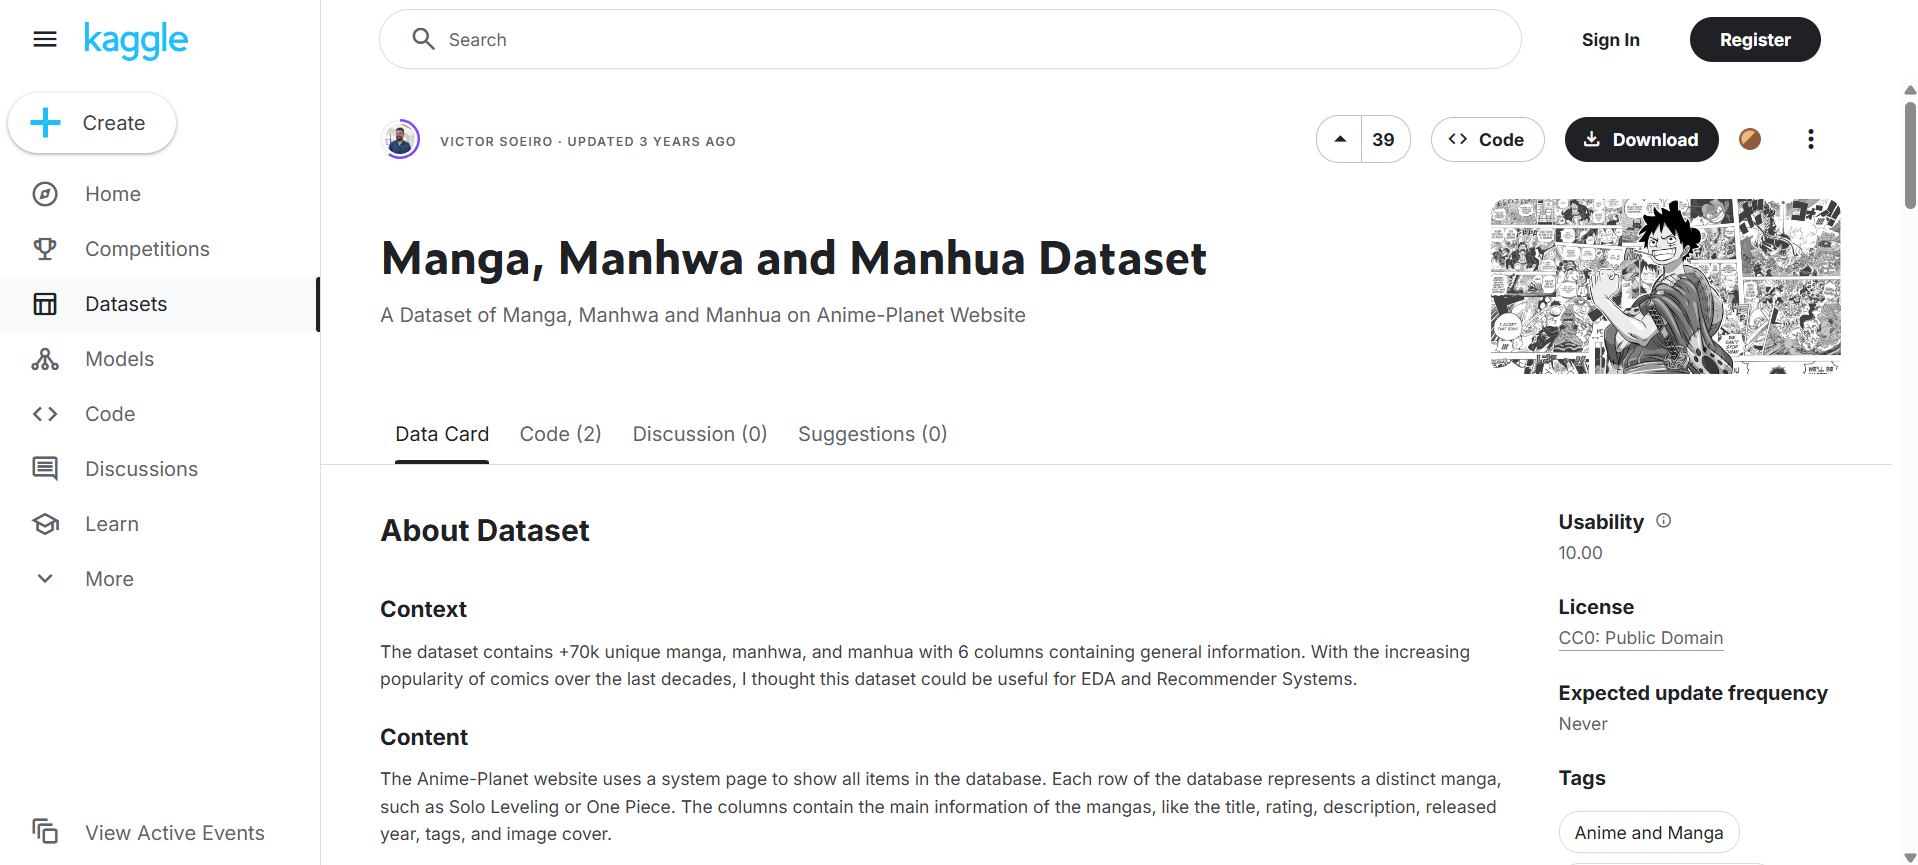 kaggle
Search
Sign In
Register
Create
Home
Competitions
Datasets
Models
Code
Discussions
Learn
More
View Active Events
VICTOR SOEIRO · UPDATED 3 YEARS AGO
39
Code
Download
Manga, Manhwa and Manhua Dataset
A Dataset of Manga, Manhwa and Manhua on Anime-Planet Website
Data Card
Code (2)
Discussion (0)
Suggestions (0)
About Dataset
Context
The dataset contains +70k unique manga, manhwa, and manhua with 6 columns containing general information. With the increasing
popularity of comics over the last decades, I thought this dataset could be useful for EDA and Recommender Systems.
Content
The Anime-Planet website uses a system page to show all items in the database. Each row of the database represents a distinct manga,
such as Solo Leveling or One Piece. The columns contain the main information of the mangas, like the title, rating, description, released
year, tags, and image cover.
Usability
10.00
License
CC0: Public Domain
Expected update frequency
Never
Tags
Anime and Manga